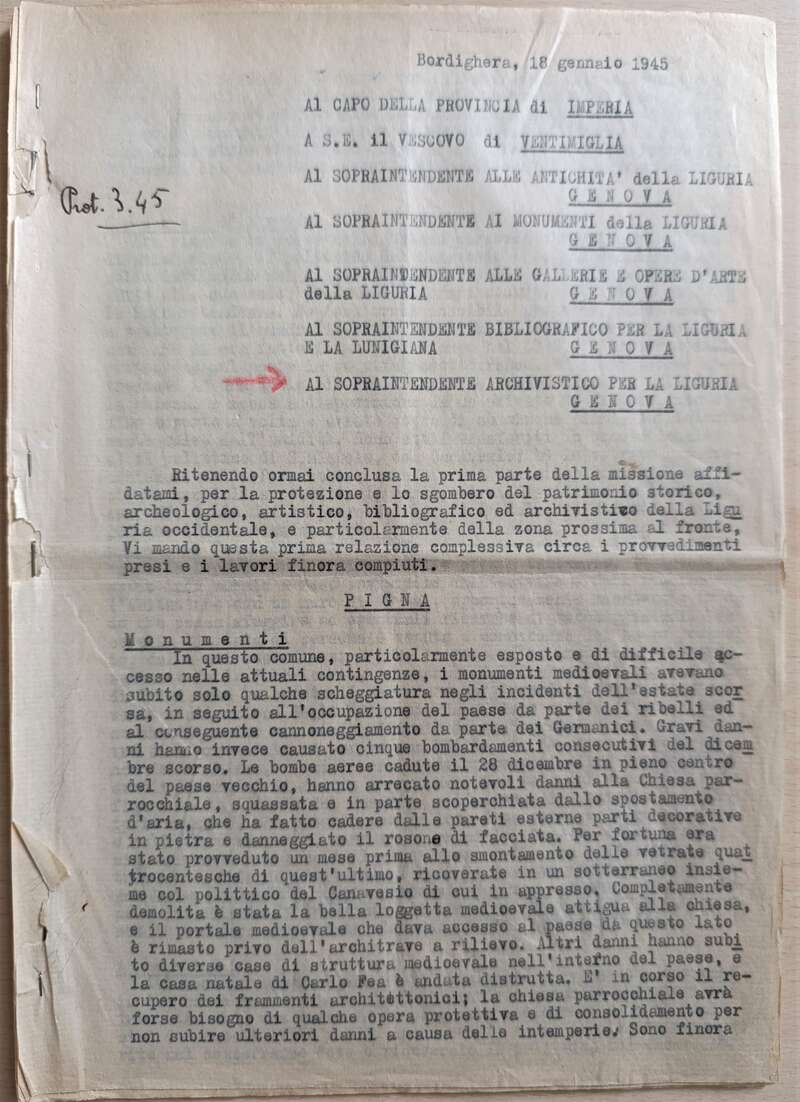 Bordighera, 18 gennaio 1945
Al CAPO DELLA PROVINCIA di IMPERIA
A S.E. il VESCOVO di VENTIMIGLIA
Al SOPRAINTENDENTE ALLE ANTICHITA' della LIGURIA
G E N O V A
Prot. 3.45
Al SOPRAINTENDENTE AI MONUMENTI della LIGURIA
G E N O V A
Al SOPRAINDENDENTE ALLE GALLERIE E OPERE D'ARTE
della LIGURIA G E N O V A
Al SOPRAINTENDENTE BIBLIOGRAFICO PER LA LIGURIA
E LA LUNIGIANA G E N O V A
Al SOPRAINTENDENTE ARCHIVISTICO PER LA LIGURIA
G E N O V A
Ritenendo ormai conclusa la prima parte della missione affi-
datami, per la protezione e lo sgombero del patrimonio storico,
archeologico, artistico, bibliografico ed archivistivo della Ligu
ria occidentale, e particolarmente della zona prossima al fronte,
Vi mando questa prima relazione complessiva circa i provvedimenti
presi e i lavori finora compiuti.
P I G N A
M o n u m e n t i
In questo comune, particolarmente esposto e di difficile ac-
cesso nelle attuali contingenze, i monumenti medioevali avevano
subito solo qualche scheggiatura negli incidenti dell'estate scor
sa, in seguito all'occupazione del paese da parte dei ribelli ed
al conseguente cannoneggiamento da parte dei Germanici. Gravi dan-
ni hanno invece causato cinque bombardamenti consecutivi del dicem
bre scorso. Le bombe aeree cadute il 28 dicembre in pieno centro
del paese vecchio, hanno arrecato notevoli danni alla Chiesa par-
rocchiale, squassata e in parte scoperchiata dallo spostamento
d'aria, che ha fatto cadere dalle pareti esterne parti decorative
in pietra e danneggiato il rosone di facciata. Per fortuna era
stato provveduto un mese prima allo smontamento delle vetrate quat
trocentesche di quest'ultimo, ricoverate in un sotterraneo insie-
me col polittico del Canavesio di cui in appresso. Completamente
demolita è stata la bella loggetta medioevale attigua alla chiesa,
e il portale medioevale che dava accesso al paese da questo lato
è rimasto privo dell'architrave a rilievo. Altri danni hanno subi
to diverse case di struttura medioevale nell'interno del paese, e
la casa natale di Carlo Fea è andata distrutta. E' in corso il re-
cupero dei frammenti architettonici; la chiesa parrocchiale avrà
forse bisogno di qualche opera protettiva e di consolidamento per
non subire ulteriori danni a causa delle intemperie. Sono finora